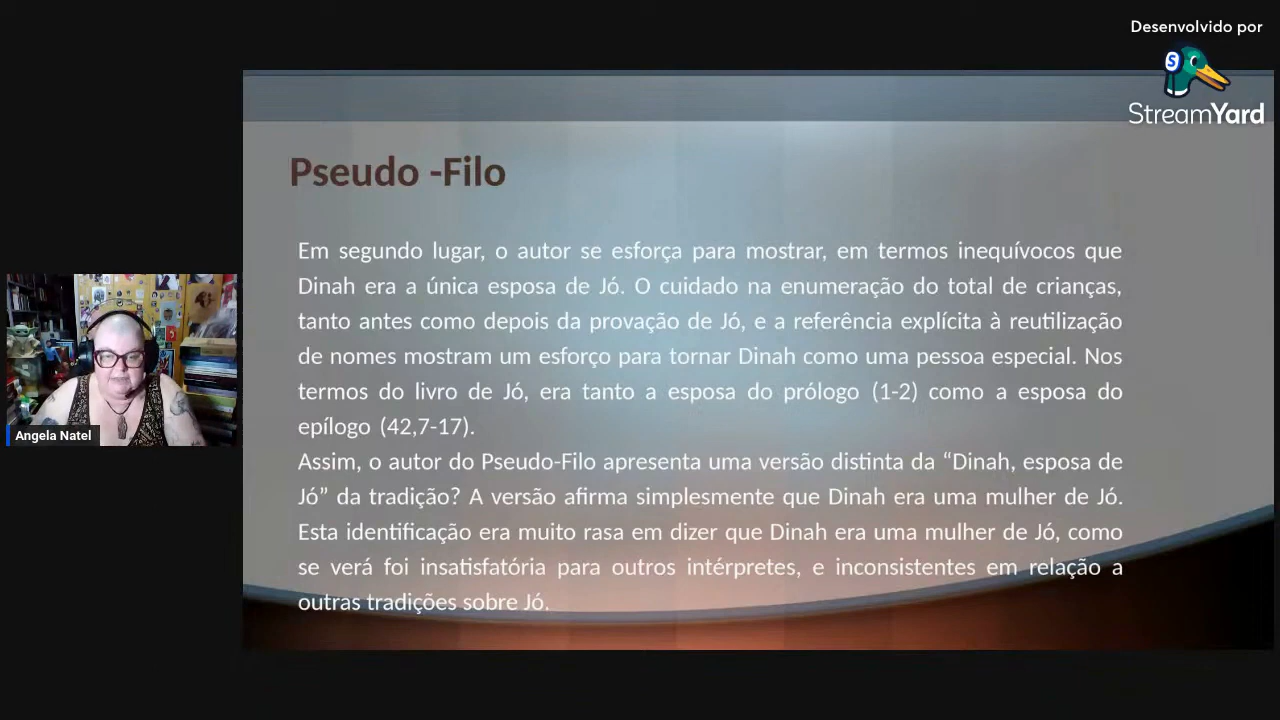 Desenvolvido por
StreamYard
Pseudo -Filo
Em segundo lugar, o autor se esforça para mostrar, em termos inequívocos que
Dinah era a única esposa de Jó. O cuidado na enumeração do total de crianças,
tanto antes como depois da provação de Jó, e a referência explícita à reutilização
de nomes mostram um esforço para tornar Dinah como uma pessoa especial. Nos
termos do livro de Jó, era tanto a esposa do prólogo (1-2) como a esposa do
epílogo (42,7-17).
Assim, o autor do Pseudo-Filo apresenta uma versão distinta da “Dinah, esposa de
Jó” da tradição? A versão afirma simplesmente que Dinah era uma mulher de Jó.
Esta identificação era muito rasa em dizer que Dinah era uma mulher de Jó, como
se verá foi insatisfatória para outros intérpretes, e inconsistentes em relação a
outras tradições sobre Jó.
Angela Natel